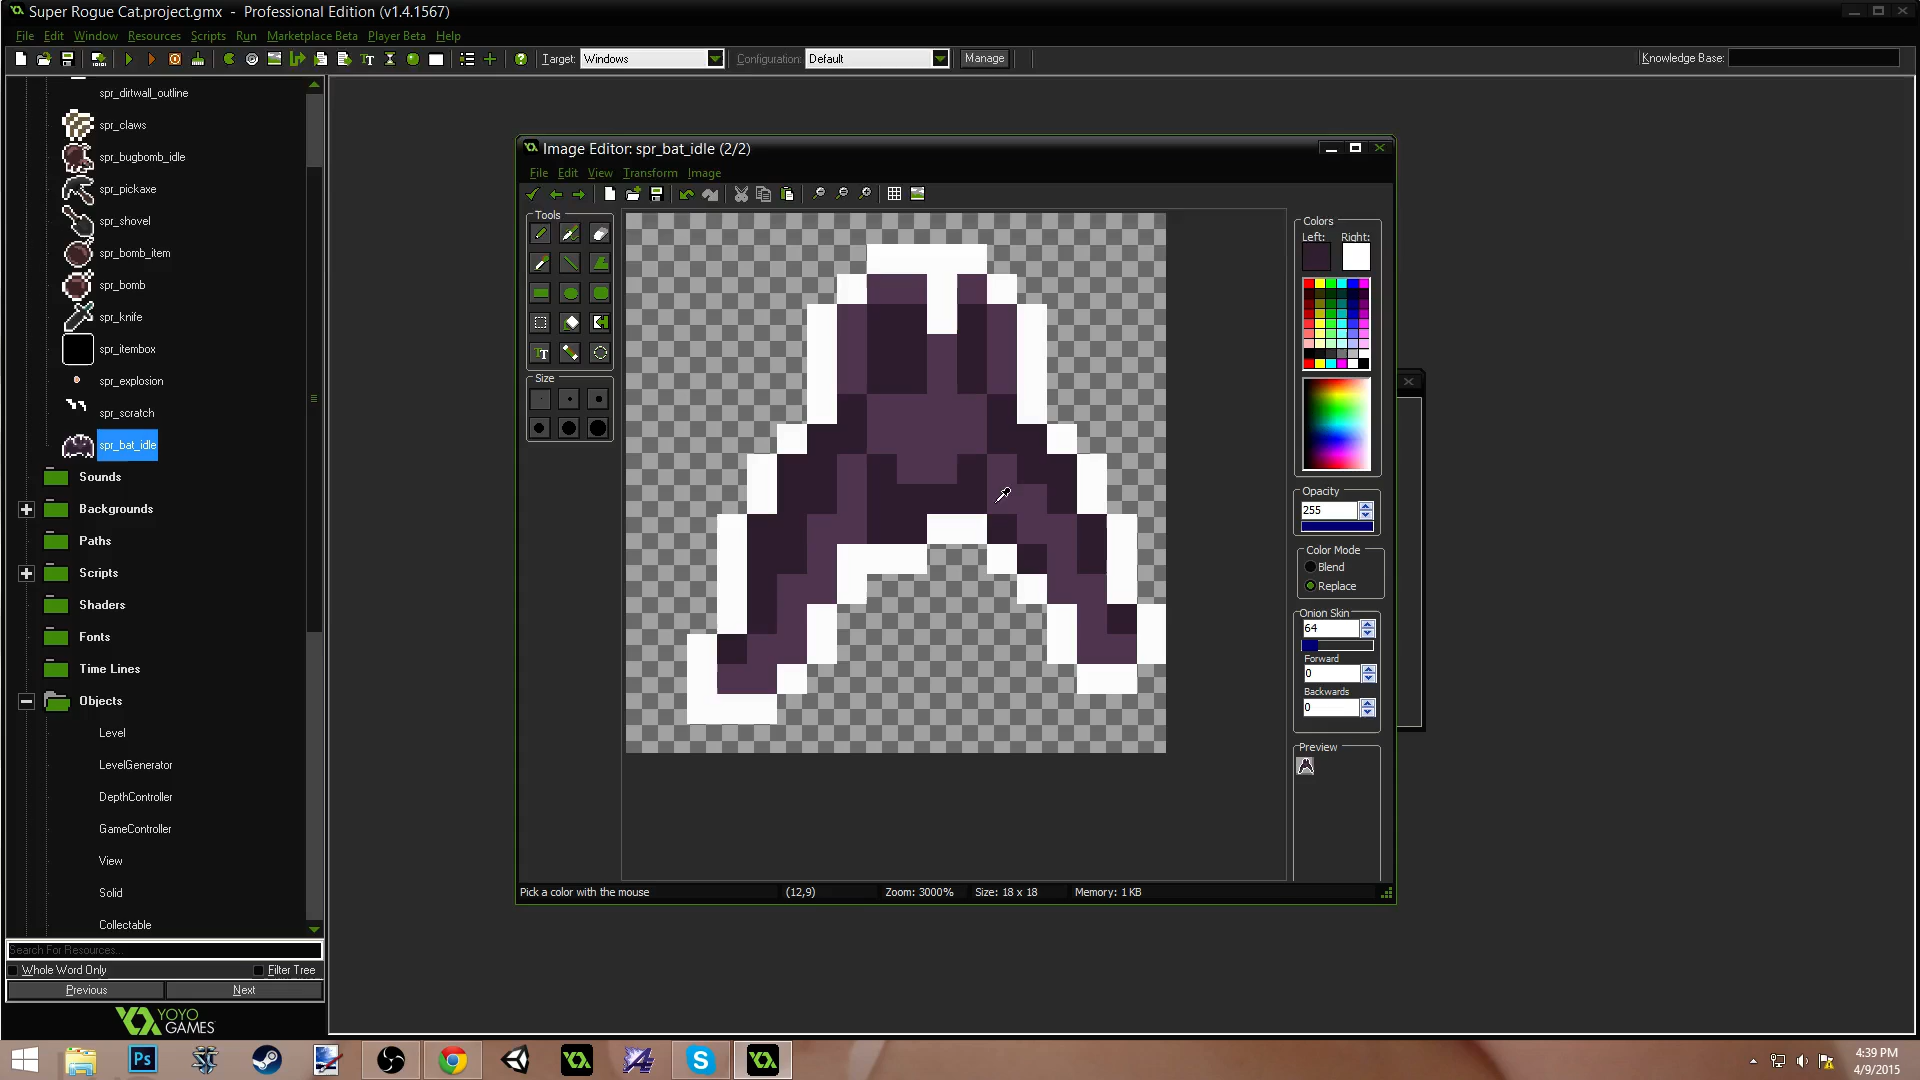 Super Rogue Cat.project.gmx  -  Professional Edition (v1.4.1567)
File Edit Window Resources Scripts Run Marketplace Beta Player Beta Help
Target: Windows Configuration: Default Manage Knowledge Base:
spr_dirtwall_outline
spr_claws
spr_bugbomb_idle
spr_pickaxe
spr_shovel
spr_bomb_item
spr_bomb
spr_knife
spr_itembox
spr_explosion
spr_scratch
spr_bat_idle
Sounds
Backgrounds
Paths
Scripts
Shaders
Fonts
Time Lines
Objects
Level
LevelGenerator
DepthController
GameController
View
Solid
Collectable
Search For Resources...
Whole Word Only Filter Tree
Previous Next
YOYO
GAMES
Image Editor: spr_bat_idle (2/2)
File Edit View Transform Image
Tools
Size
Colors
Left: Right:
Opacity
255
Color Mode
Blend
Replace
Onion Skin
64
Forward
0
Backwards
0
Preview
Pick a color with the mouse (12,9) Zoom: 3000% Size: 18 x 18 Memory: 1 KB
Ps
4:39 PM
4/9/2015